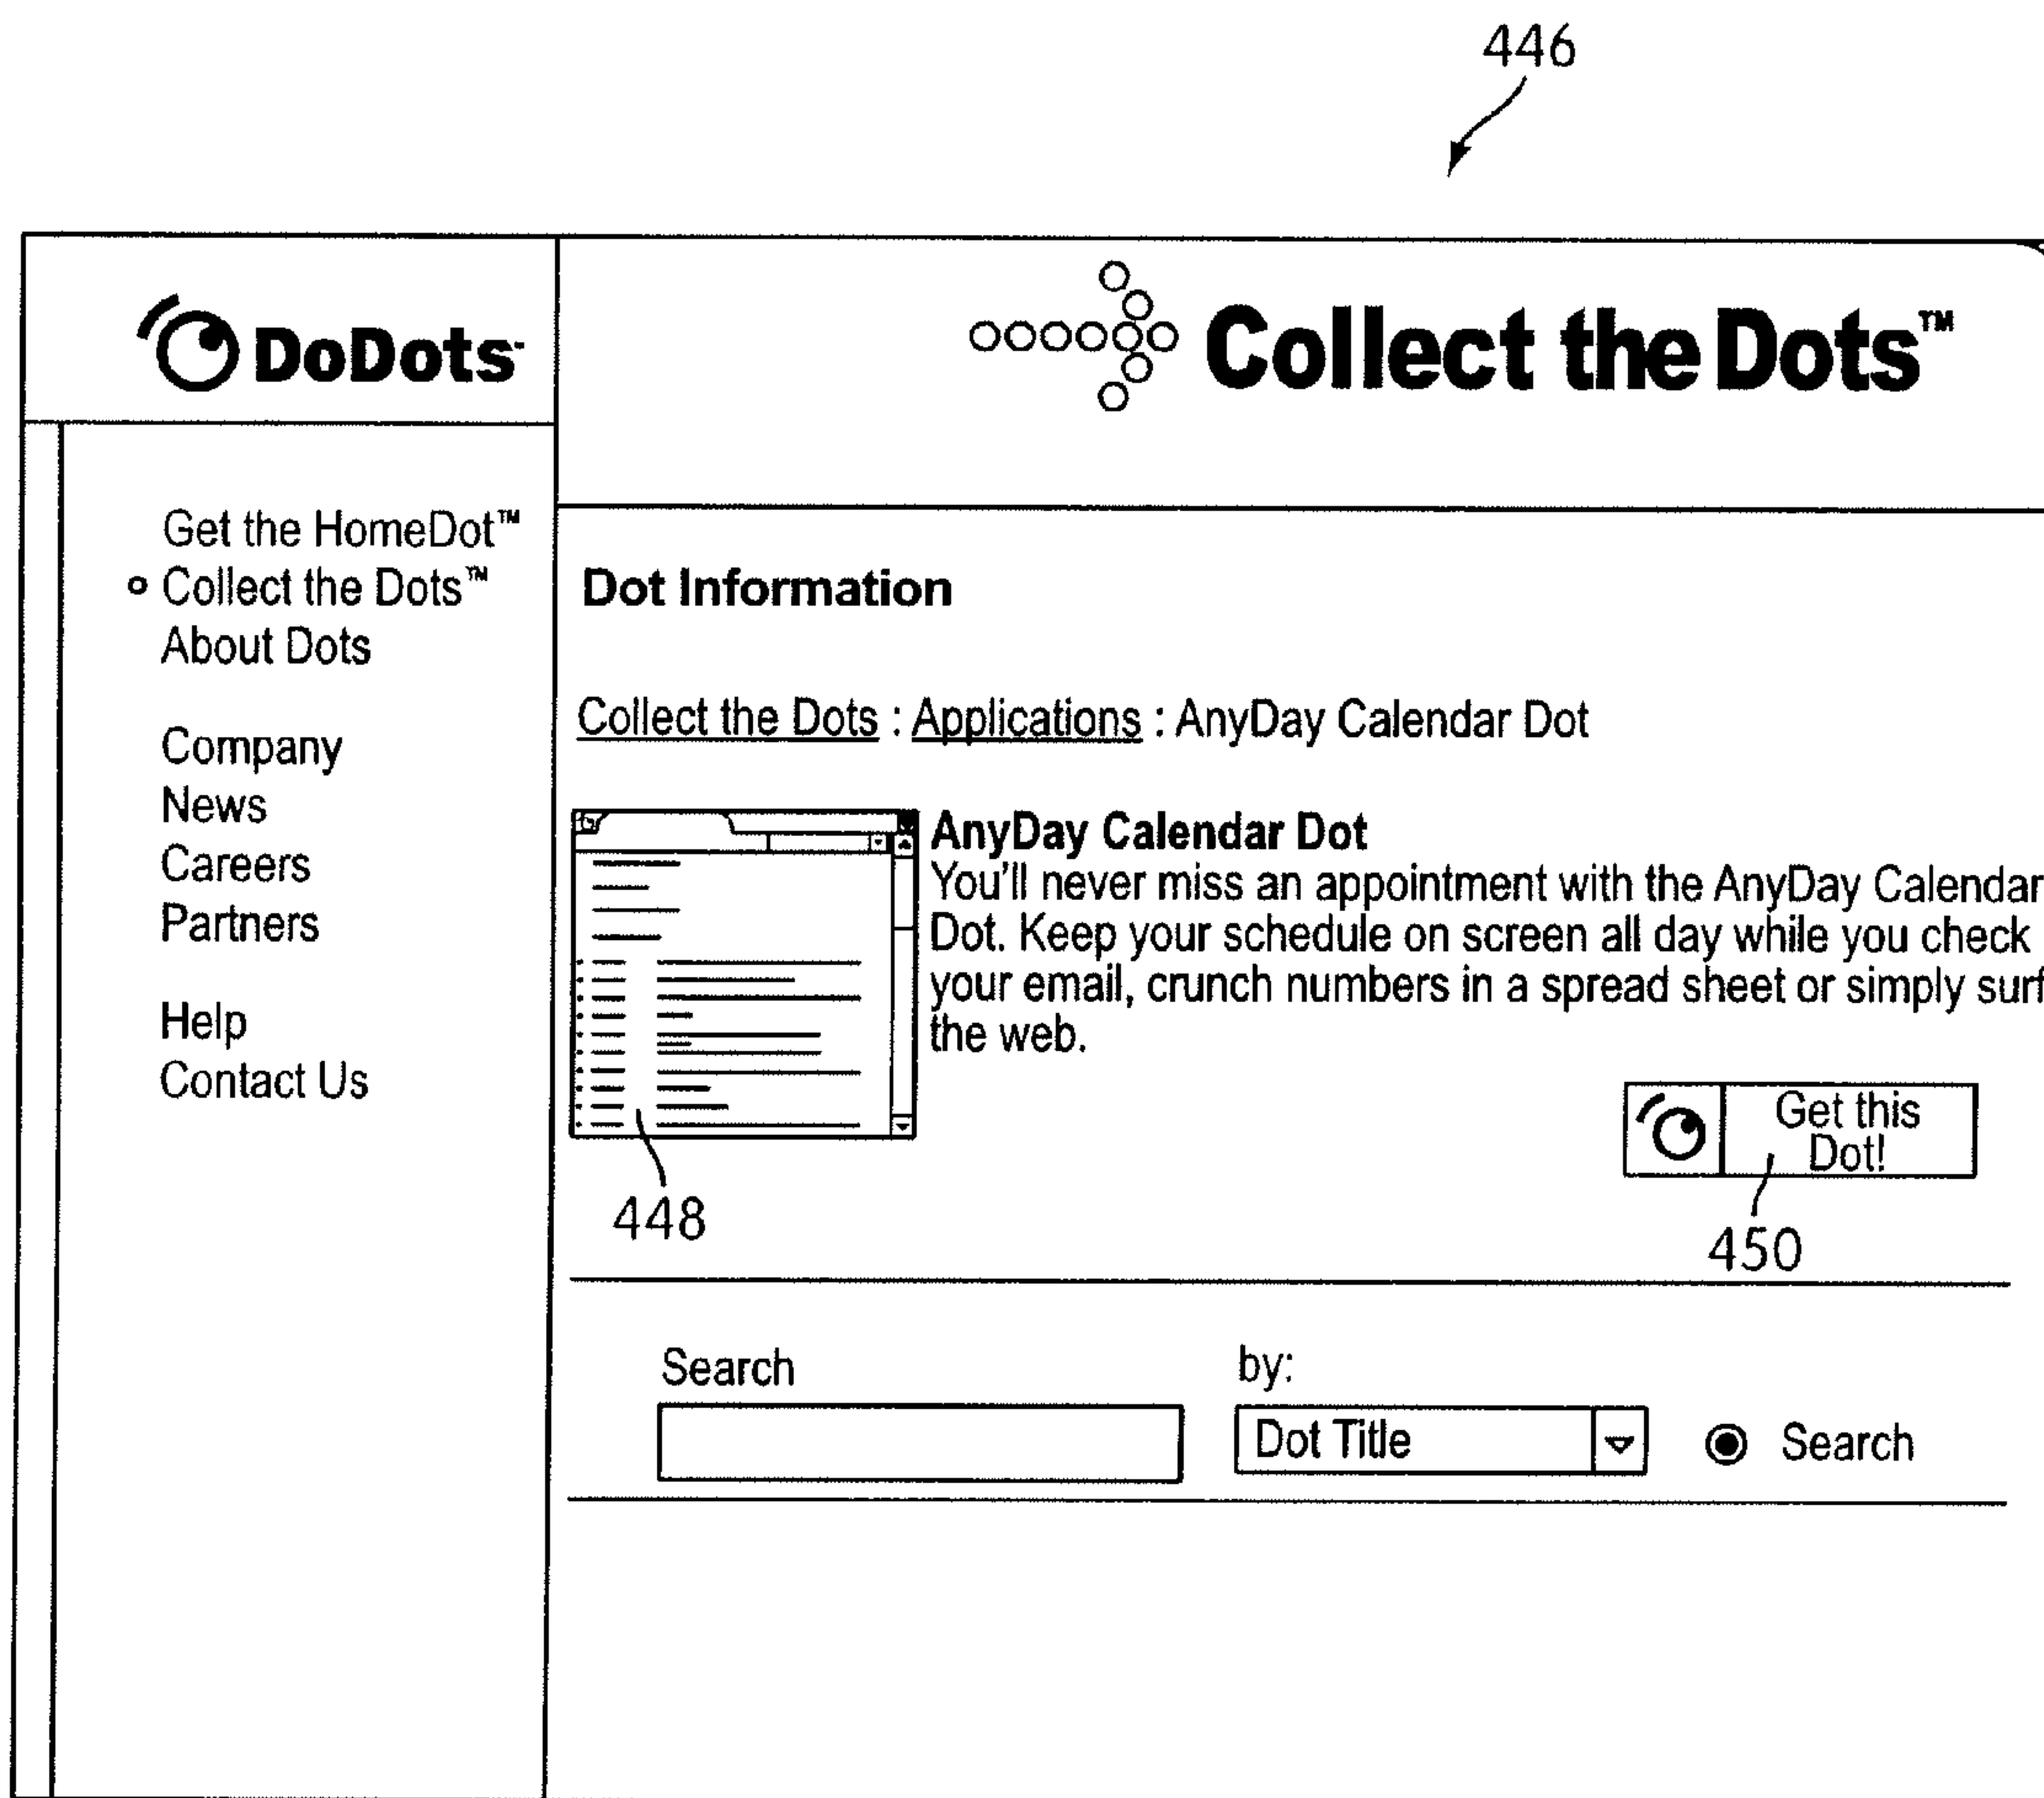 446
DoDots
Collect the Dots™
Get the HomeDot™
Collect the Dots™
About Dots
Company
News
Careers
Partners
Help
Contact Us
Dot Information
Collect the Dots : Applications : AnyDay Calendar Dot
AnyDay Calendar Dot
You'll never miss an appointment with the AnyDay Calendar
Dot. Keep your schedule on screen all day while you check
your email, crunch numbers in a spread sheet or simply surf
the web.
Get this
Dot!
448
450
Search by:
Dot Title Search